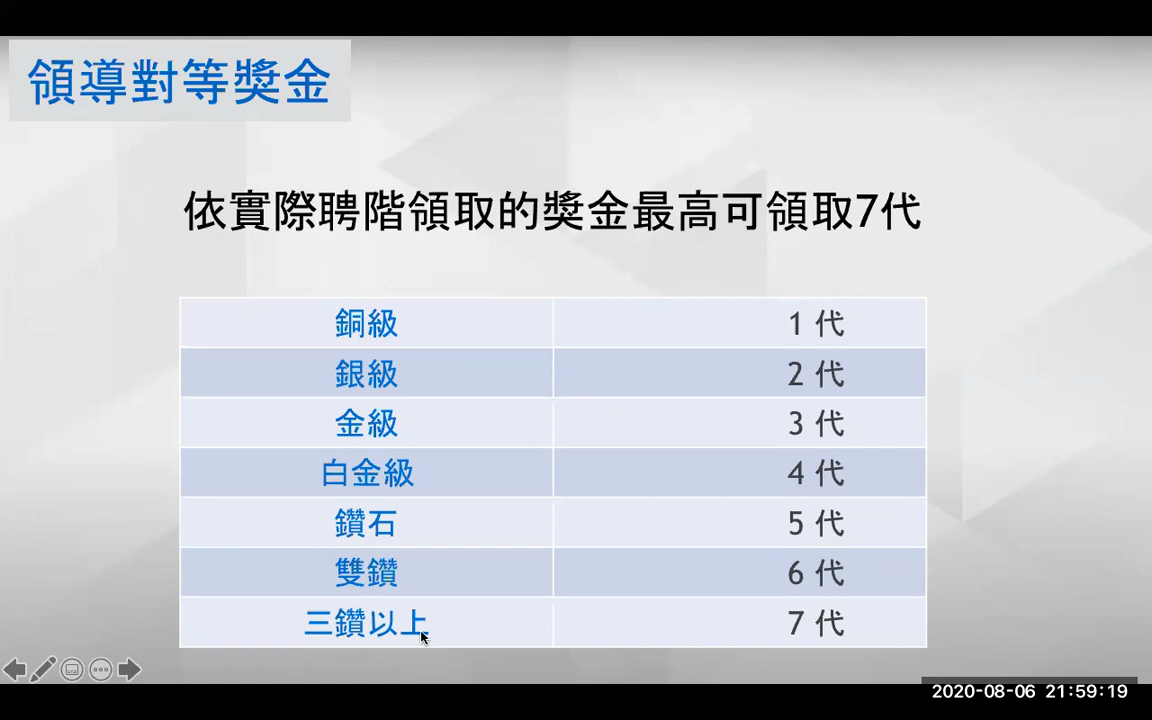 領導對等獎金
依實際聘階領取的獎金最高可領取7代
銅級 1 代
銀級 2 代
金級 3 代
白金級 4 代
鑽石 5 代
雙鑽 6 代
三鑽以上 7 代
2020-08-06 21:59:19